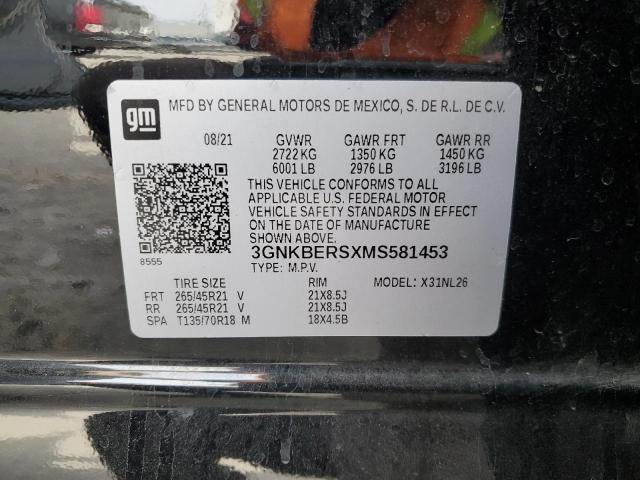 gm MFD BY GENERAL MOTORS DE MEXICO, S. DE R.L. DE C.V.
08/21 GVWR GAWR FRT GAWR RR
2722 KG 1350 KG 1450 KG
6001 LB 2976 LB 3196 LB
THIS VEHICLE CONFORMS TO ALL
APPLICABLE U.S. FEDERAL MOTOR
VEHICLE SAFETY STANDARDS IN EFFECT
ON THE DATE OF MANUFACTURE
SHOWN ABOVE.
8555 3GNKBERSXMS581453
TYPE: M.P.V.
TIRE SIZE RIM MODEL: X31NL26
FRT 265/45R21 V 21X8.5J
RR 265/45R21 V 21X8.5J
SPA T135/70R18 M 18X4.5B